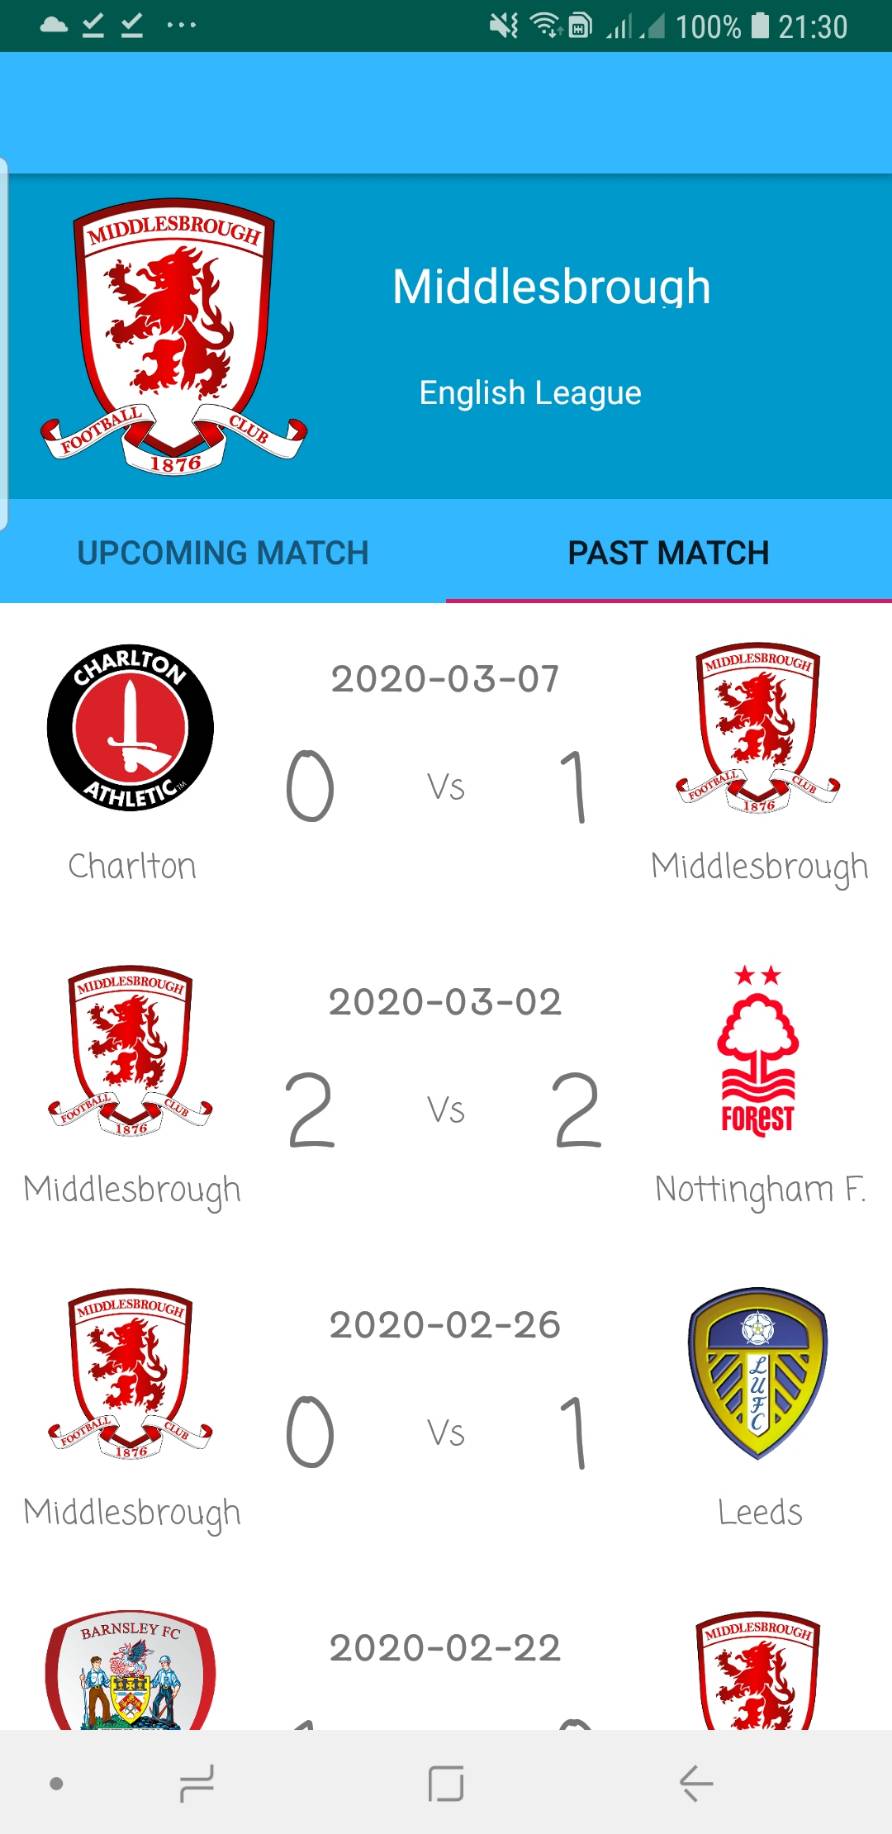 100% 21:30
MIDDLESBROUGH
FOOTBALL CLUB
1876
Middlesbrough
English League
UPCOMING MATCH
PAST MATCH
CHARLTON
ATHLETIC
TM
2020-03-07
0 Vs 1
MIDDLESBROUGH
FOOTBALL CLUB
1876
Charlton
Middlesbrough
MIDDLESBROUGH
FOOTBALL CLUB
1876
2020-03-02
2 Vs 2
FOREST
Middlesbrough
Nottingham F.
MIDDLESBROUGH
FOOTBALL CLUB
1876
2020-02-26
0 Vs 1
LUFC
Middlesbrough
Leeds
BARNSLEY FC
2020-02-22
MIDDLESBROUGH